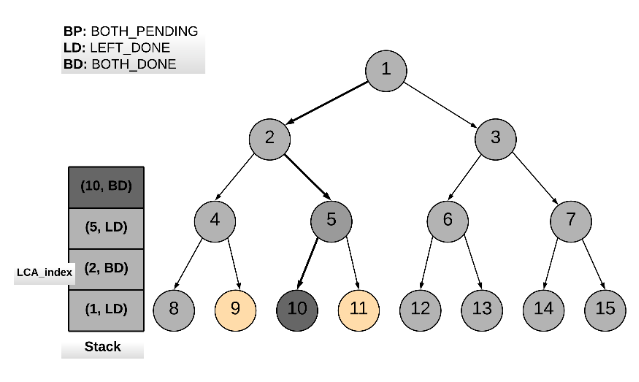 BP: BOTH_PENDING
LD: LEFT_DONE
BD: BOTH_DONE
1
2
3
4
5
6
7
8
9
10
11
12
13
14
15
(10, BD)
(5, LD)
LCA_index
(2, BD)
(1, LD)
Stack